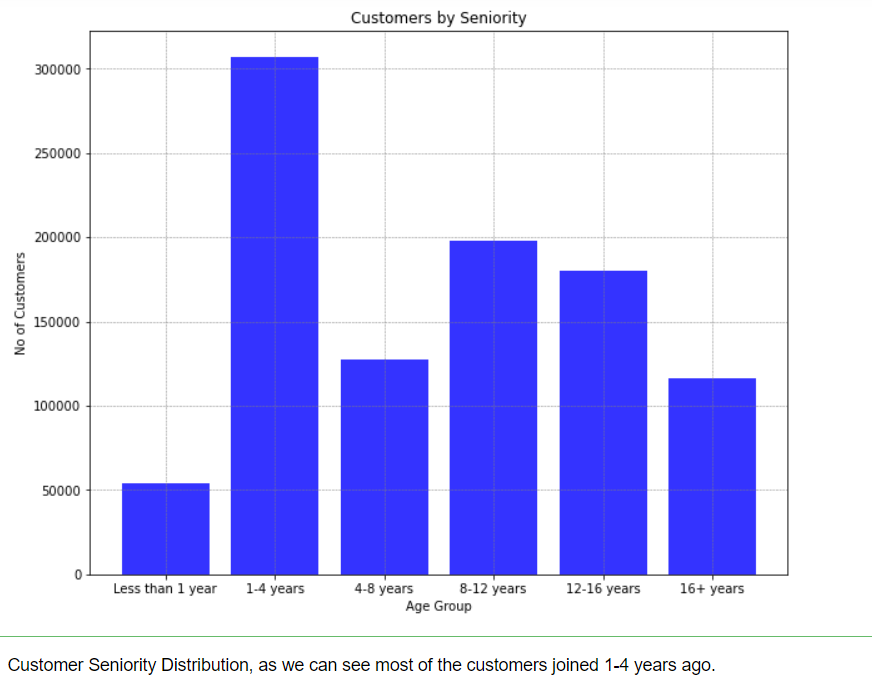 Customers by Seniority
No of Customers
300000
250000
200000
150000
100000
50000
0
Less than 1 year 1-4 years 4-8 years 8-12 years 12-16 years 16+ years
Age Group
Customer Seniority Distribution, as we can see most of the customers joined 1-4 years ago.